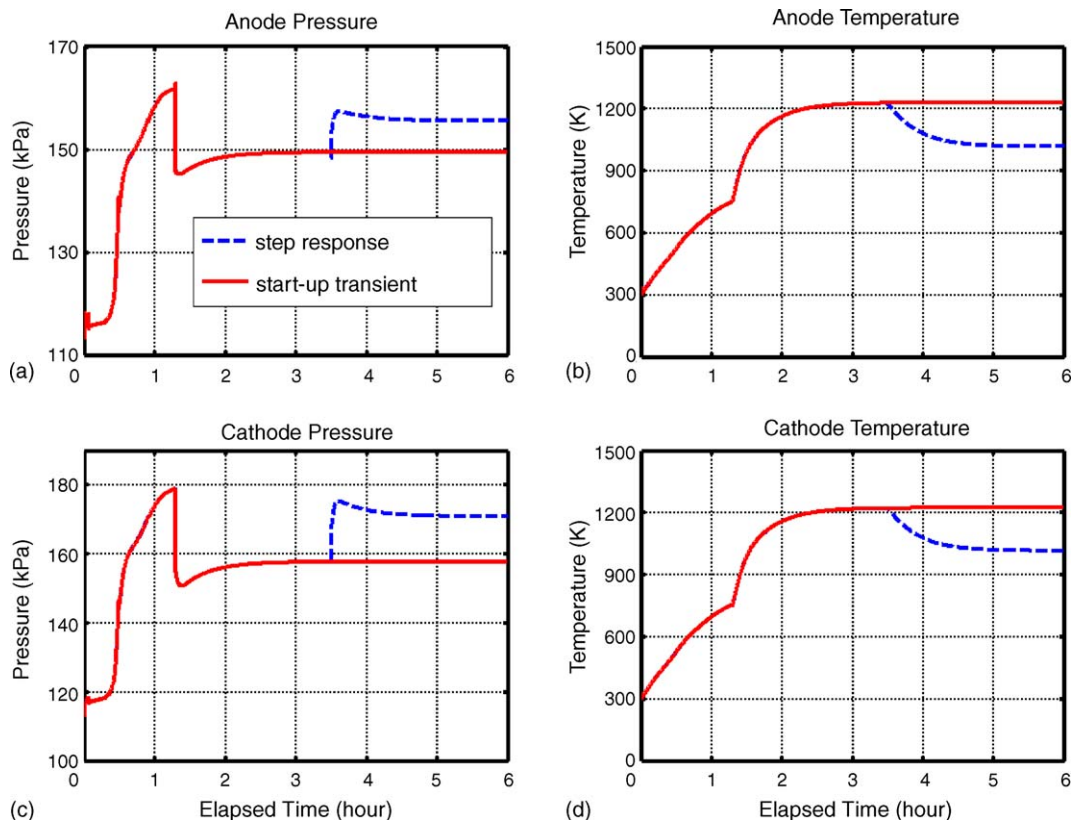 Anode Pressure
170
150
130
110
Pressure (kPa)
step response
start-up transient
0 1 2 3 4 5 6
(a)
Anode Temperature
1500
1200
900
600
300
0
Temperature (K)
0 1 2 3 4 5 6
(b)
Cathode Pressure
180
160
140
120
100
Pressure (kPa)
0 1 2 3 4 5 6
Elapsed Time (hour)
(c)
Cathode Temperature
1500
1200
900
600
300
0
Temperature (K)
0 1 2 3 4 5 6
Elapsed Time (hour)
(d)